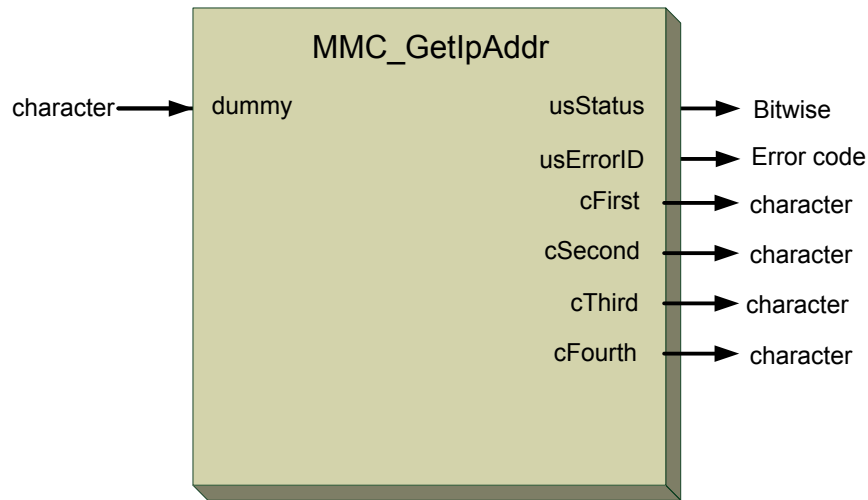 MMC_GetIpAddr
character dummy usStatus Bitwise
usErrorID Error code
cFirst character
cSecond character
cThird character
cFourth character